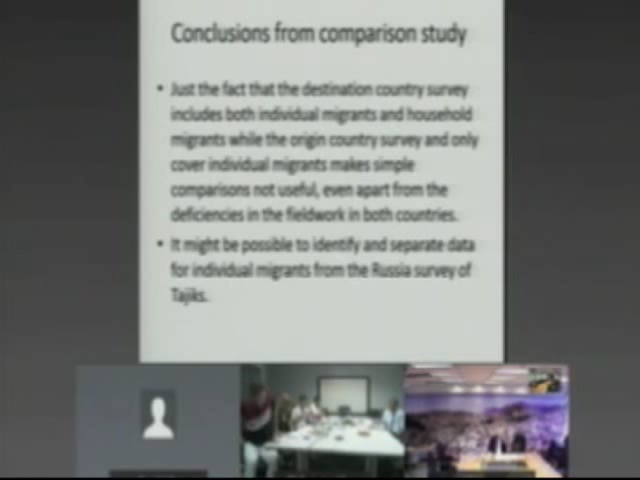 Conclusions from comparison study
• Just the fact that the destination country survey
includes both individual migrants and household
migrants while the origin country survey and only
cover individual migrants makes simple
comparisons not useful, even apart from the
deficiencies in the fieldwork in both countries.
• It might be possible to identify and separate data
for individual migrants from the Russia survey of
Tajiks.